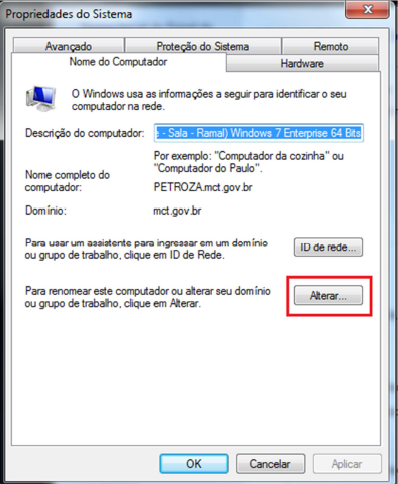 Propriedades do Sistema
Avançado Proteção do Sistema Remoto
Nome do Computador Hardware
O Windows usa as informações a seguir para identificar o seu
computador na rede.
Descrição do computador: - Sala - Ramal) Windows 7 Enterprise 64 Bits
Por exemplo: "Computador da cozinha" ou
"Computador do Paulo".
Nome completo do
computador: PETROZA.mct.gov.br
Domínio: mct.gov.br
Para usar um assistente para ingressar em um domínio
ou grupo de trabalho, clique em ID de Rede.
ID de rede...
Para renomear este computador ou alterar seu domínio
ou grupo de trabalho, clique em Alterar.
Alterar...
OK Cancelar Aplicar